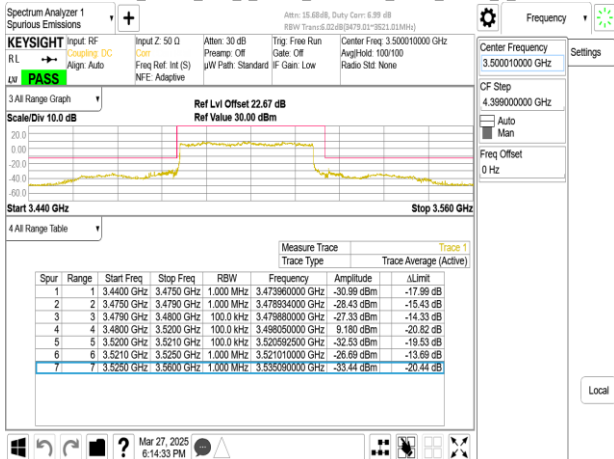 Spectrum Analyzer 1
Spurious Emissions
Attn: 15.68dB, Duty Corr: 6.99 dB
RBW Trans:6.02dB(3479.01~3521.01MHz)
Frequency
KEYSIGHT
RL
PASS
Input: RF
Coupling: DC
Align: Auto
Input Z: 50 Ω
Corr
Freq Ref: Int (S)
NFE: Adaptive
Atten: 30 dB
Preamp: Off
µW Path: Standard
Trig: Free Run
Gate: Off
IF Gain: Low
Center Freq: 3.500010000 GHz
Avg|Hold: 100/100
Radio Std: None
Center Frequency
3.500010000 GHz
Settings
CF Step
4.399000000 GHz
Auto
Man
Freq Offset
0 Hz
Local
3 All Range Graph
Scale/Div 10.0 dB
Ref Lvl Offset 22.67 dB
Ref Value 30.00 dBm
20.0
0.00
-20.0
-40.0
-60.0
Start 3.440 GHz
Stop 3.560 GHz
4 All Range Table
Measure Trace Trace 1
Trace Type Trace Average (Active)
Spur Range Start Freq Stop Freq RBW Frequency Amplitude ΔLimit
1 1 3.4400 GHz 3.4750 GHz 1.000 MHz 3.473960000 GHz -30.99 dBm -17.99 dB
2 2 3.4750 GHz 3.4790 GHz 1.000 MHz 3.478934000 GHz -28.43 dBm -15.43 dB
3 3 3.4790 GHz 3.4800 GHz 100.0 kHz 3.479880000 GHz -27.33 dBm -14.33 dB
4 4 3.4800 GHz 3.5200 GHz 100.0 kHz 3.498050000 GHz 9.180 dBm -20.82 dB
5 5 3.5200 GHz 3.5210 GHz 100.0 kHz 3.520592500 GHz -32.53 dBm -19.53 dB
6 6 3.5210 GHz 3.5250 GHz 1.000 MHz 3.521010000 GHz -26.69 dBm -13.69 dB
7 7 3.5250 GHz 3.5600 GHz 1.000 MHz 3.535090000 GHz -33.44 dBm -20.44 dB
Mar 27, 2025
6:14:33 PM